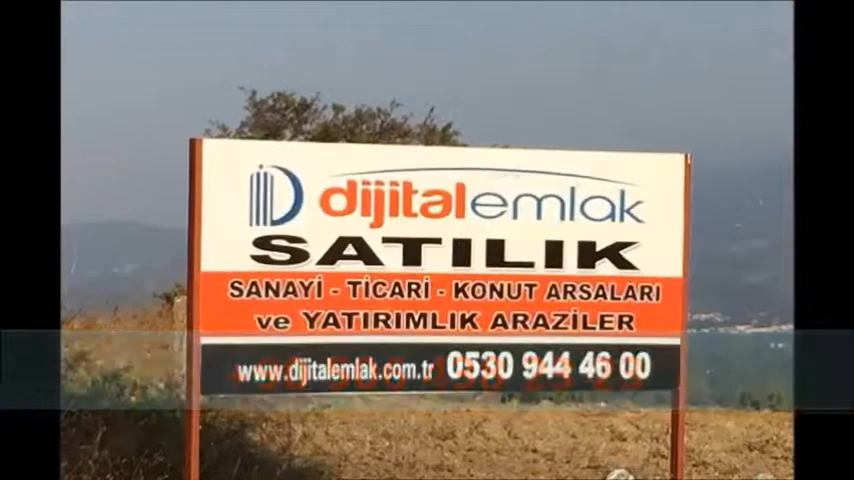 dijitalemlak
SATILIK
SANAYİ - TİCARİ - KONUT ARSALARI
ve YATIRIMLIK ARAZİLER
www.dijitalemlak.com.tr 0530 944 46 00